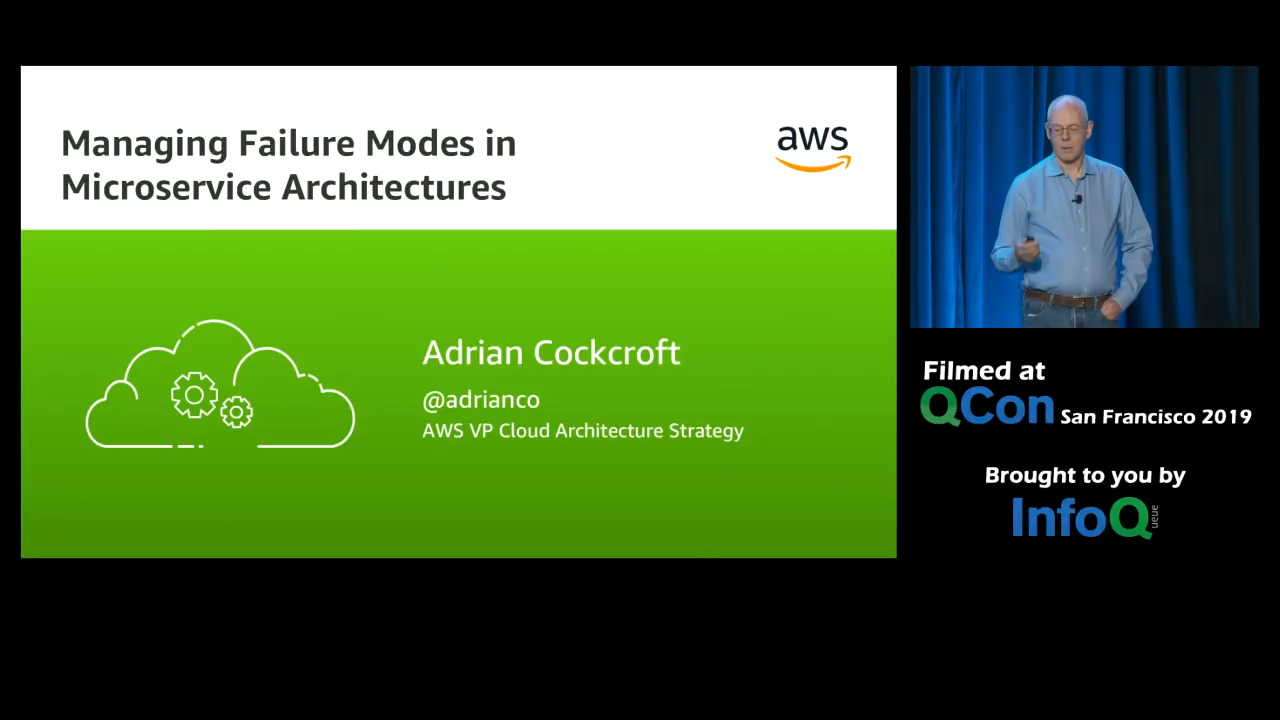 Managing Failure Modes in
Microservice Architectures
aws
Adrian Cockcroft
@adrianco
AWS VP Cloud Architecture Strategy
Filmed at
QCon San Francisco 2019
Brought to you by
InfoQueue